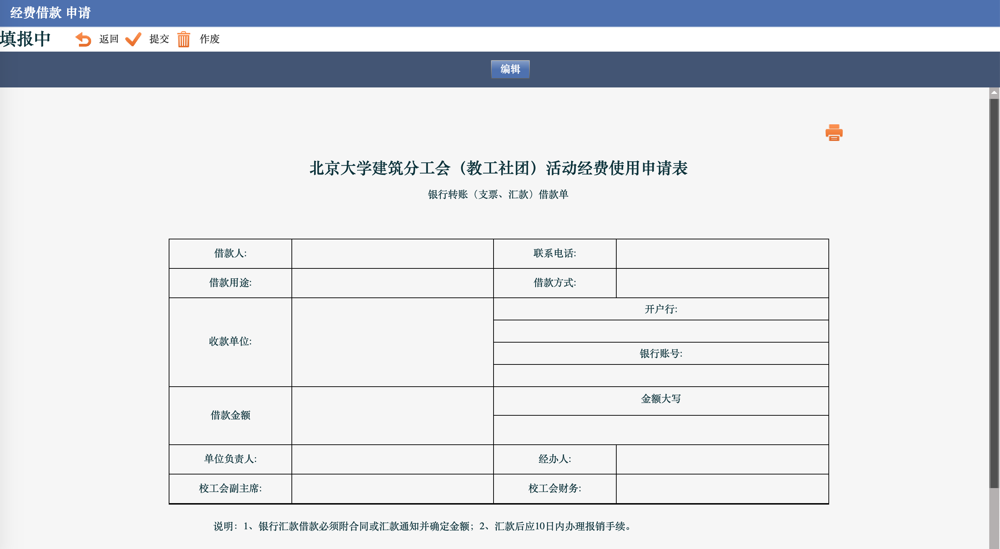 经费借款 申请
填报中 返回 提交 作废
编辑
北京大学建筑分工会（教工社团）活动经费使用申请表
银行转账（支票、汇款）借款单
借款人: 联系电话:
借款用途: 借款方式:
开户行:
收款单位:
银行账号:
金额大写
借款金额
单位负责人: 经办人:
校工会副主席: 校工会财务:
说明：1、银行汇款借款必须附合同或汇款通知并确定金额；2、汇款后应10日内办理报销手续。